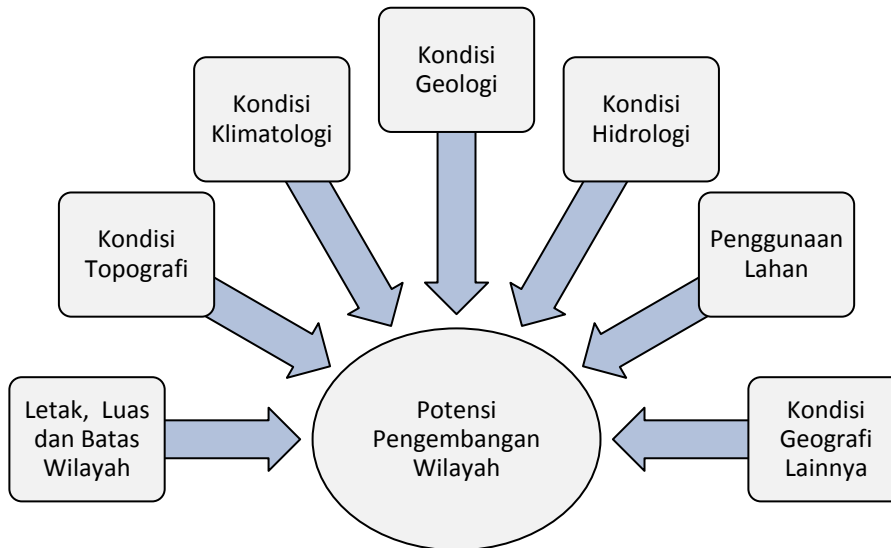 Kondisi
Geologi
Kondisi
Klimatologi
Kondisi
Hidrologi
Kondisi
Topografi
Penggunaan
Lahan
Letak,  Luas
dan Batas
Wilayah
Potensi
Pengembangan
Wilayah
Kondisi
Geografi
Lainnya